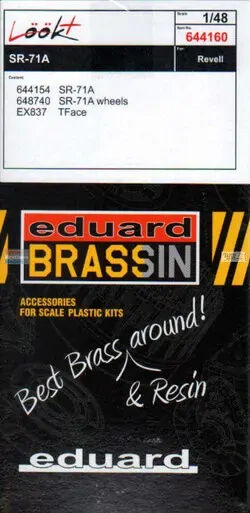 Löök+
Scale
1/48
Item No.
644160
SR-71A
For:
Revell
Content:
644154 SR-71A
648740 SR-71A wheels
EX837 TFace
eduard
BRASSIN
ACCESSORIES
FOR SCALE PLASTIC KITS
Best Brass around!
& Resin
eduard